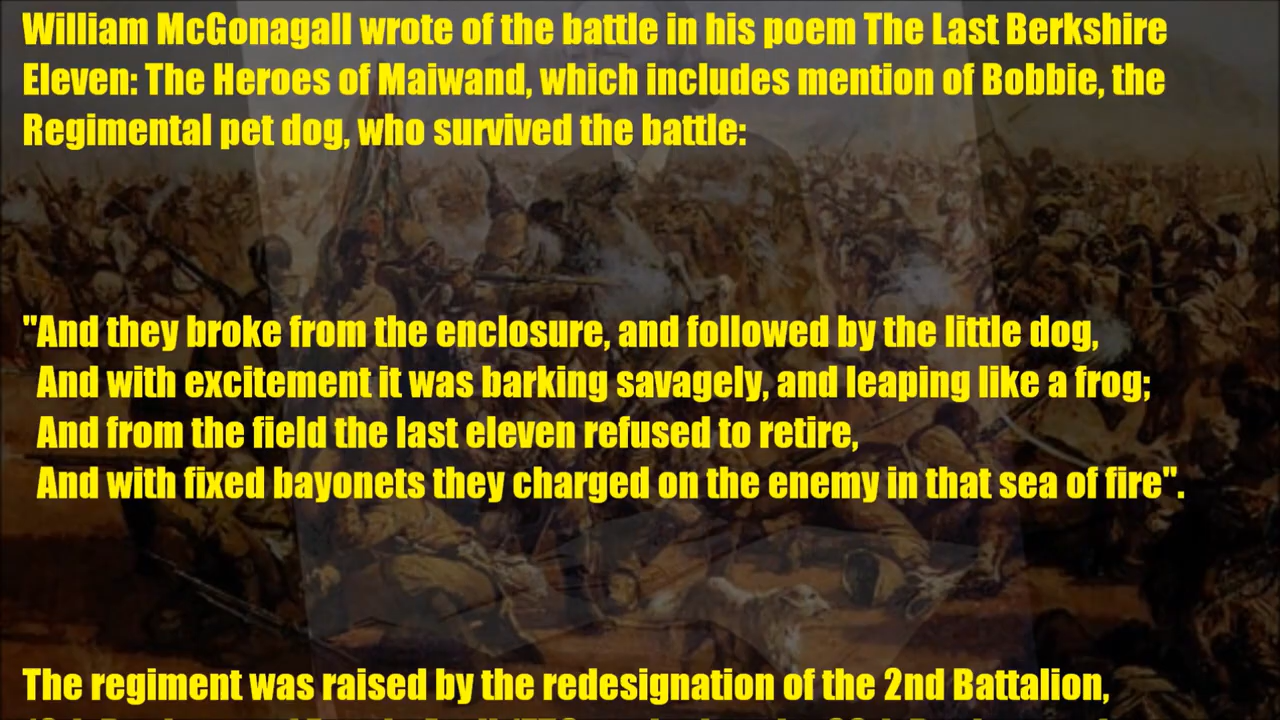 William McGonagall wrote of the battle in his poem The Last Berkshire
Eleven: The Heroes of Maiwand, which includes mention of Bobbie, the
Regimental pet dog, who survived the battle:
"And they broke from the enclosure, and followed by the little dog,
And with excitement it was barking savagely, and leaping like a frog;
And from the field the last eleven refused to retire,
And with fixed bayonets they charged on the enemy in that sea of fire".
The regiment was raised by the redesignation of the 2nd Battalion,